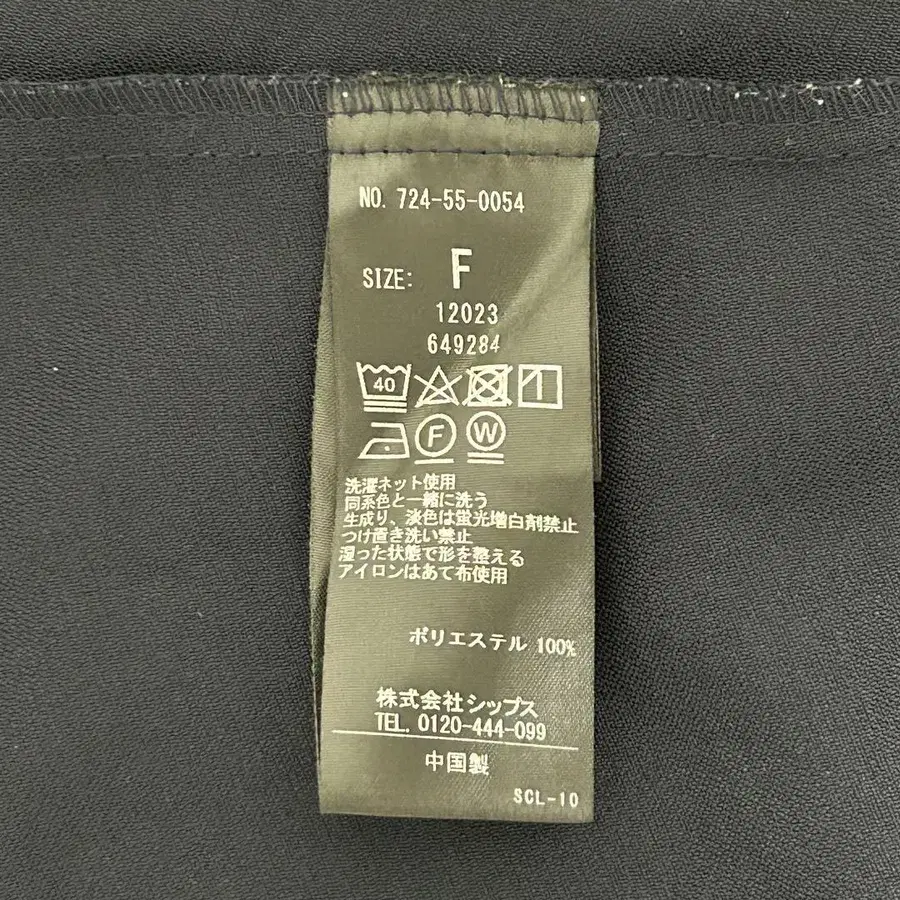 NO. 724-55-0054
SIZE: F
12023
649284
40
F W
洗濯ネット使用
同系色と一緒に洗う
生成り、淡色は蛍光増白剤禁止
つけ置き洗い禁止
湿った状態で形を整える
アイロンはあて布使用
ポリエステル 100%
株式会社シップス
TEL. 0120-444-099
中国製
SCL-10